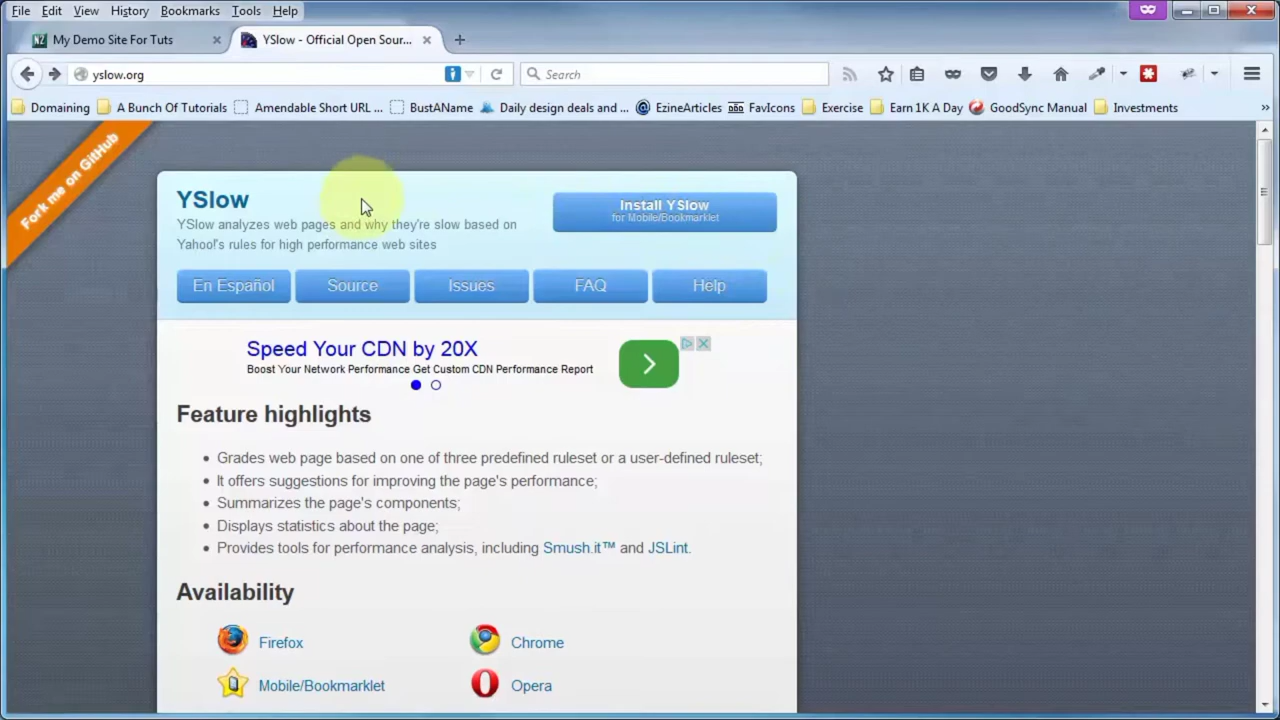 File Edit View History Bookmarks Tools Help
My Demo Site For Tuts
YSlow - Official Open Sour...
yslow.org
Search
Domaining A Bunch Of Tutorials Amendable Short URL ... BustAName Daily design deals and ... EzineArticles FavIcons Exercise Earn 1K A Day GoodSync Manual Investments
Fork me on GitHub
YSlow
YSlow analyzes web pages and why they're slow based on
Yahoo!'s rules for high performance web sites
Install YSlow
for Mobile/Bookmarklet
En Español Source Issues FAQ Help
Speed Your CDN by 20X
Boost Your Network Performance Get Custom CDN Performance Report
Feature highlights
Grades web page based on one of three predefined ruleset or a user-defined ruleset;
It offers suggestions for improving the page's performance;
Summarizes the page's components;
Displays statistics about the page;
Provides tools for performance analysis, including Smush.it™ and JSLint.
Availability
Firefox Chrome
Mobile/Bookmarklet Opera